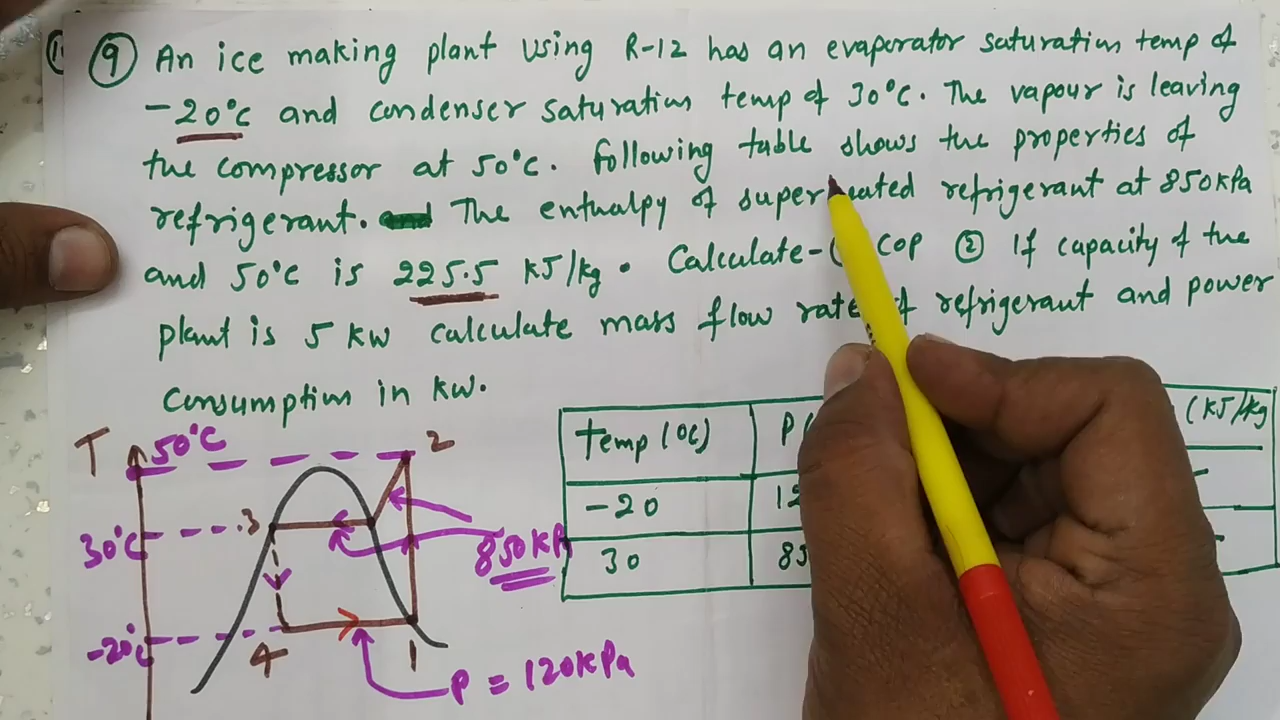 ⑨ An ice making plant using R-12 has an evaporator saturation temp of
-20°C and condenser saturation temp of 30°C. The vapour is leaving
the compressor at 50°C. following table shows the properties of
refrigerant. The enthalpy of refrigerant at 850kPa
and 50°C is 225.5 KJ/kg. Calculate- COP ② If capacity of the
plant is 5 kw calculate mass flow rate of refrigerant and power
consumption in kw.
T 50°C 2
30°C 3 850KP
-20°C 4 1
P = 120KPa
Temp (°C) P ( (KJ/kg
-20 12
30 85